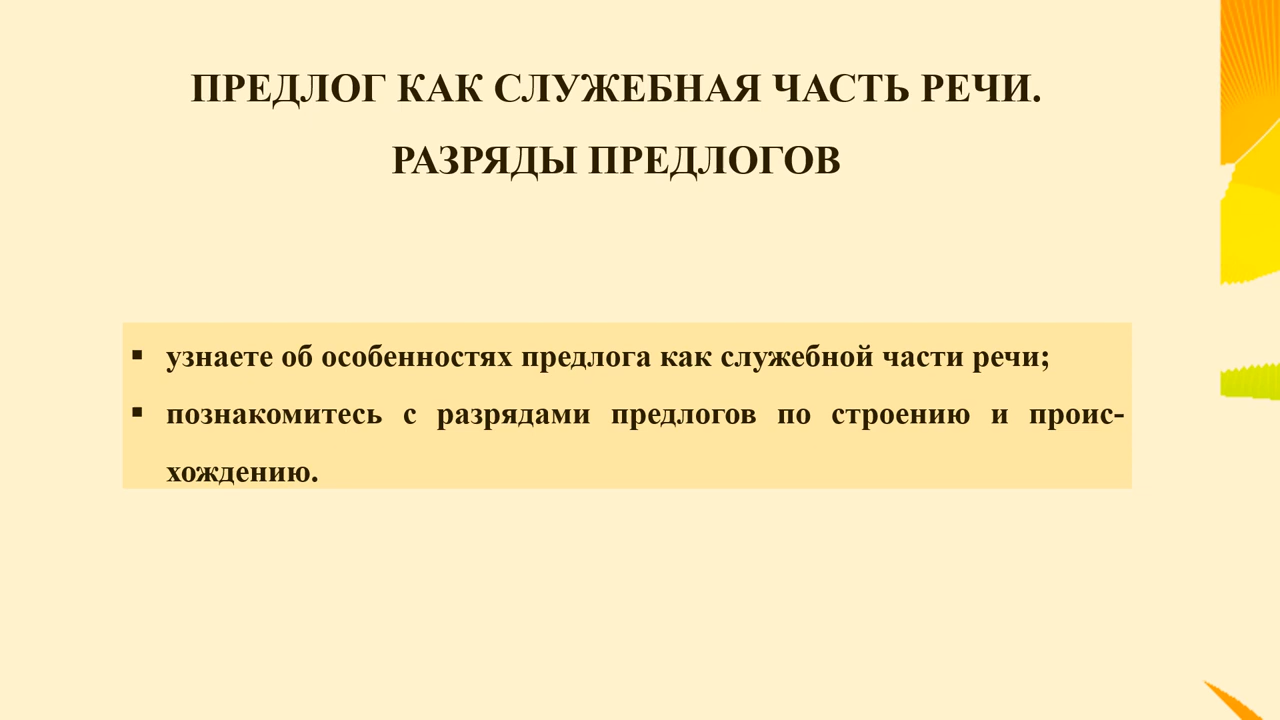 ПРЕДЛОГ КАК СЛУЖЕБНАЯ ЧАСТЬ РЕЧИ.
РАЗРЯДЫ ПРЕДЛОГОВ
▪ узнаете об особенностях предлога как служебной части речи;
▪ познакомитесь с разрядами предлогов по строению и проис-
хождению.